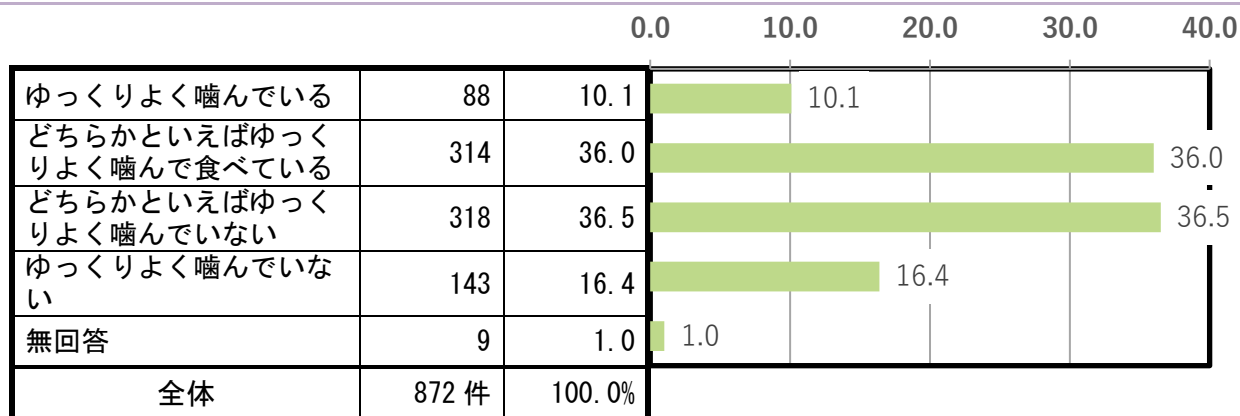 0.0 10.0 20.0 30.0 40.0
ゆっくりよく噛んでいる 88 10.1 10.1
どちらかといえばゆっく
りよく噛んで食べている 314 36.0 36.0
どちらかといえばゆっく
りよく噛んでいない 318 36.5 36.5
ゆっくりよく噛んでいな
い 143 16.4 16.4
無回答 9 1.0 1.0
全体 872 件 100.0%